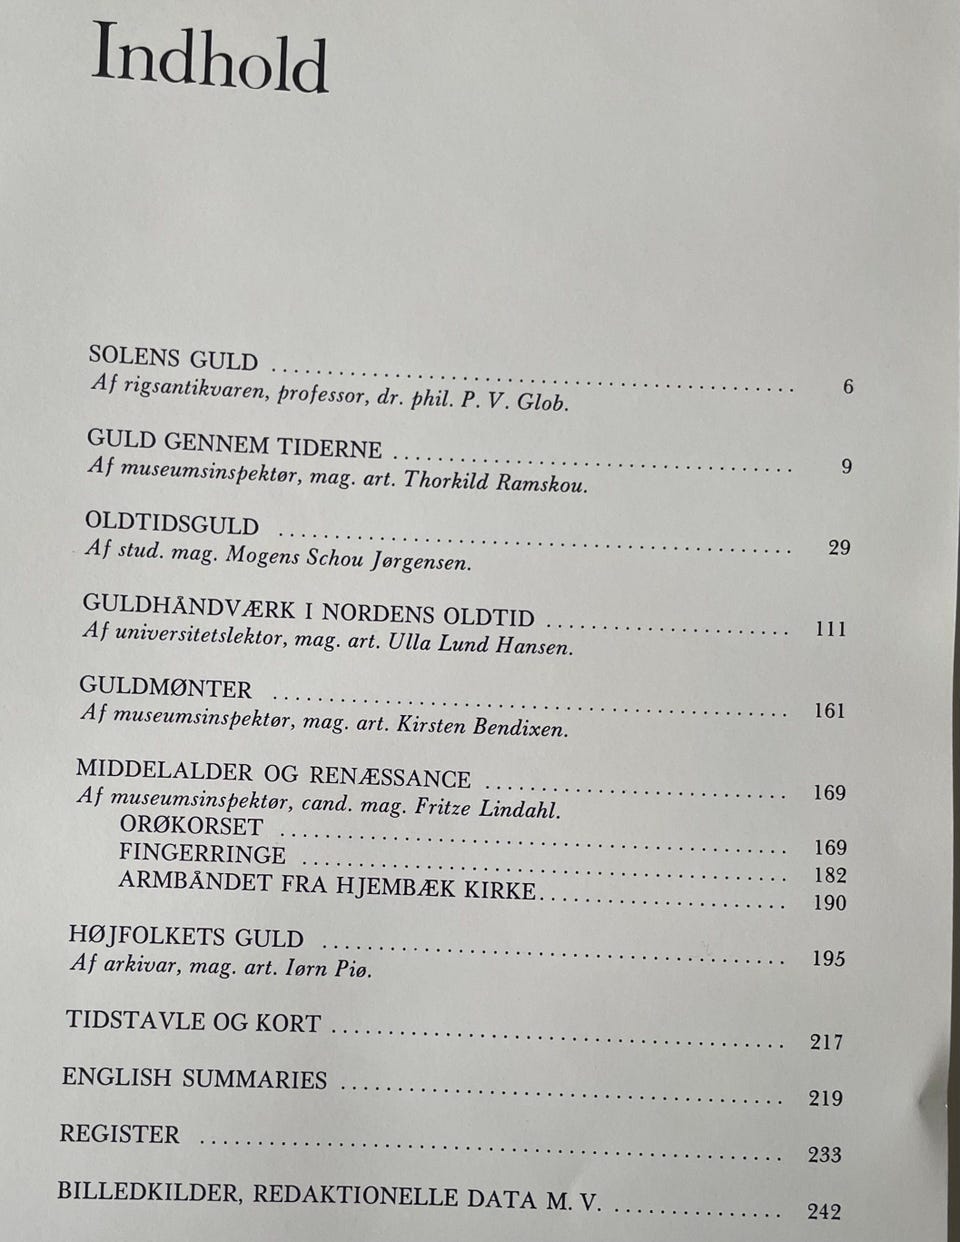 Indhold
SOLENS GULD ........................................ 6
Af rigsantikvaren, professor, dr. phil. P. V. Glob.
GULD GENNEM TIDERNE ........................................ 9
Af museumsinspektør, mag. art. Thorkild Ramskou.
OLDTIDSGULD ........................................ 29
Af stud. mag. Mogens Schou Jørgensen.
GULDHÅNDVÆRK I NORDENS OLDTID ........................ 111
Af universitetslektor, mag. art. Ulla Lund Hansen.
GULDMØNTER ........................................ 161
Af museumsinspektør, mag. art. Kirsten Bendixen.
MIDDELALDER OG RENÆSSANCE ............................ 169
Af museumsinspektør, cand. mag. Fritze Lindahl.
ORØKORSET ........................................ 169
FINGERRINGE ........................................ 182
ARMBÅNDET FRA HJEMBÆK KIRKE........................ 190
HØJFOLKETS GULD ........................................ 195
Af arkivar, mag. art. Iørn Piø.
TIDSTAVLE OG KORT ........................................ 217
ENGLISH SUMMARIES ........................................ 219
REGISTER ........................................ 233
BILLEDKILDER, REDAKTIONELLE DATA M. V. ................ 242